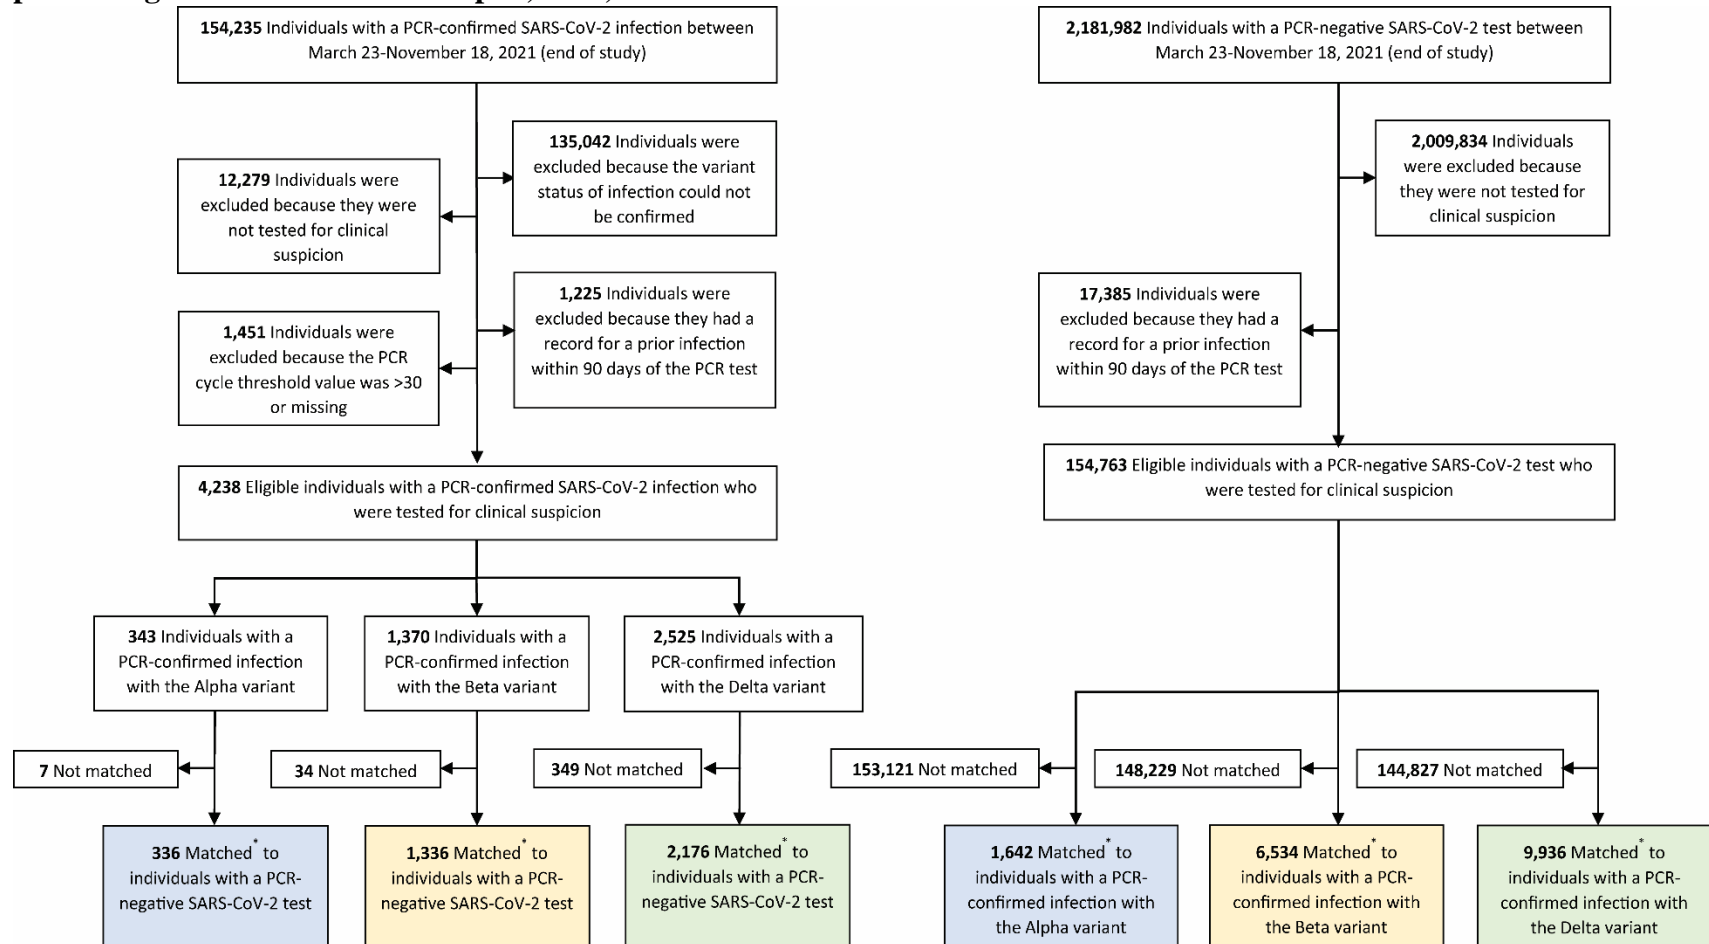 154,235 Individuals with a PCR-confirmed SARS-CoV-2 infection between
March 23-November 18, 2021 (end of study)
135,042 Individuals were
excluded because the variant
status of infection could not
be confirmed
12,279 Individuals were
excluded because they were
not tested for clinical
suspicion
1,225 Individuals were
excluded because they had a
record for a prior infection
within 90 days of the PCR test
1,451 Individuals were
excluded because the PCR
cycle threshold value was >30
or missing
4,238 Eligible individuals with a PCR-confirmed SARS-CoV-2 infection who
were tested for clinical suspicion
343 Individuals with a
PCR-confirmed infection
with the Alpha variant
1,370 Individuals with a
PCR-confirmed infection
with the Beta variant
2,525 Individuals with a
PCR-confirmed infection
with the Delta variant
7 Not matched
34 Not matched
349 Not matched
336 Matched* to
individuals with a PCR-
negative SARS-CoV-2 test
1,336 Matched* to
individuals with a PCR-
negative SARS-CoV-2 test
2,176 Matched* to
individuals with a PCR-
negative SARS-CoV-2 test
2,181,982 Individuals with a PCR-negative SARS-CoV-2 test between
March 23-November 18, 2021 (end of study)
2,009,834 Individuals
were excluded because
they were not tested for
clinical suspicion
17,385 Individuals were
excluded because they had a
record for a prior infection
within 90 days of the PCR test
154,763 Eligible individuals with a PCR-negative SARS-CoV-2 test who
were tested for clinical suspicion
153,121 Not matched
148,229 Not matched
144,827 Not matched
1,642 Matched* to
individuals with a PCR-
confirmed infection with
the Alpha variant
6,534 Matched* to
individuals with a PCR-
confirmed infection with
the Beta variant
9,936 Matched* to
individuals with a PCR-
confirmed infection with
the Delta variant